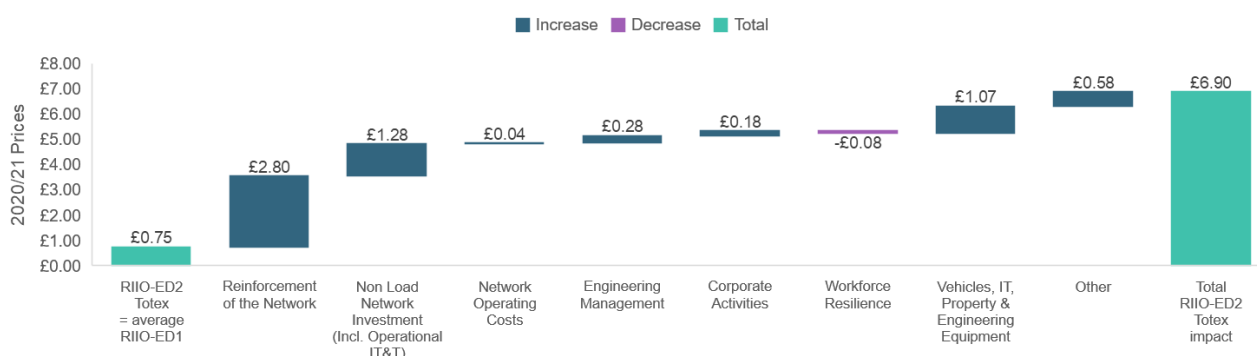 Increase Decrease Total
2020/21 Prices
£8.00
£7.00
£6.00
£5.00
£4.00
£3.00
£2.00
£1.00
£0.00
£0.75
£2.80
£1.28
£0.04
£0.28
£0.18
-£0.08
£1.07
£0.58
£6.90
RIIO-ED2
Totex
= average
RIIO-ED1
Reinforcement
of the Network
Non Load
Network
Investment
(Incl. Operational
IT&T)
Network
Operating
Costs
Engineering
Management
Corporate
Activities
Workforce
Resilience
Vehicles, IT,
Property &
Engineering
Equipment
Other
Total
RIIO-ED2
Totex
impact